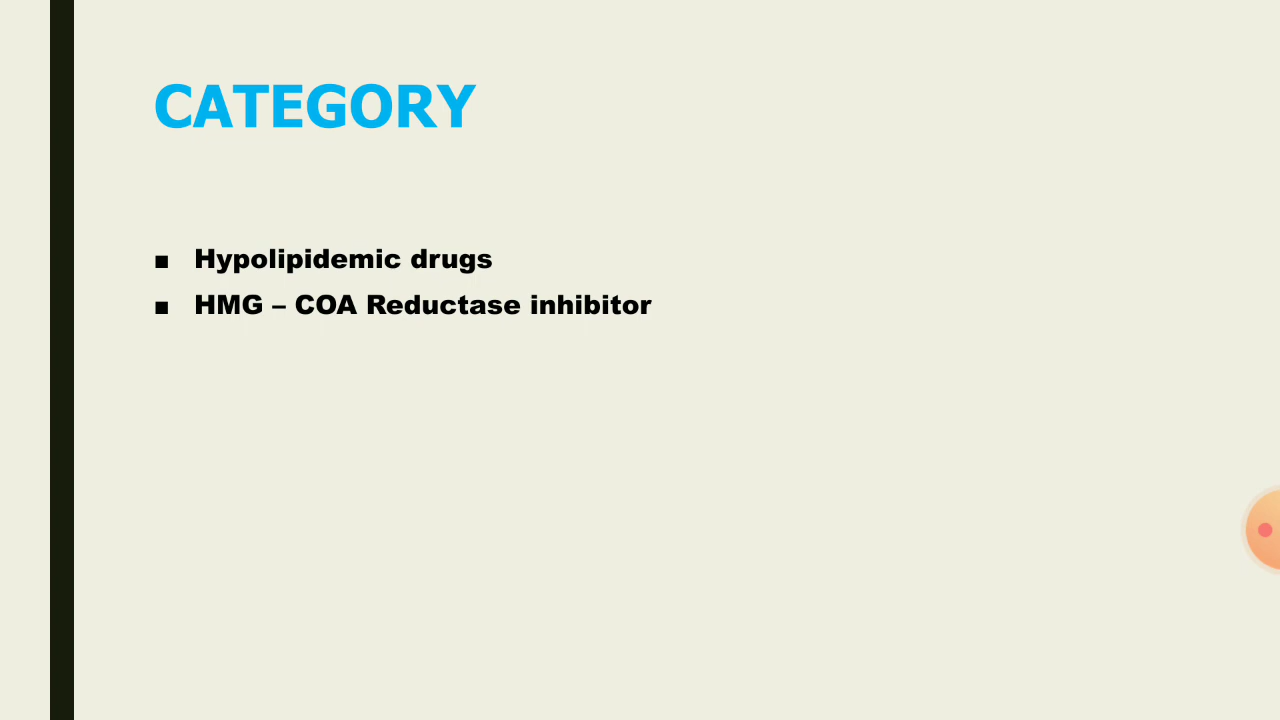 CATEGORY
▪ Hypolipidemic drugs
▪ HMG – COA Reductase inhibitor